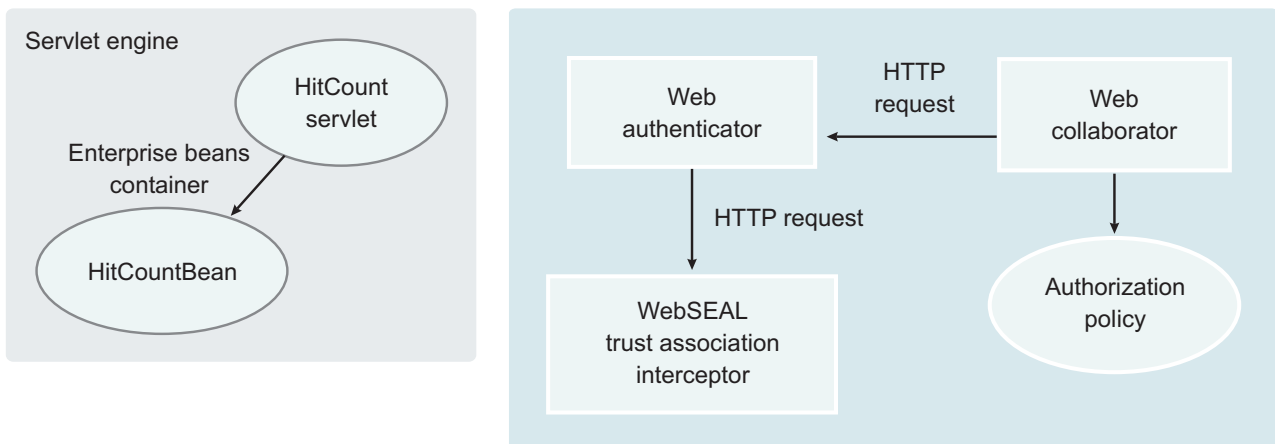 Servlet engine
HitCount
servlet
Enterprise beans
container
HitCountBean
Web
authenticator
HTTP
request
Web
collaborator
HTTP request
WebSEAL
trust association
interceptor
Authorization
policy